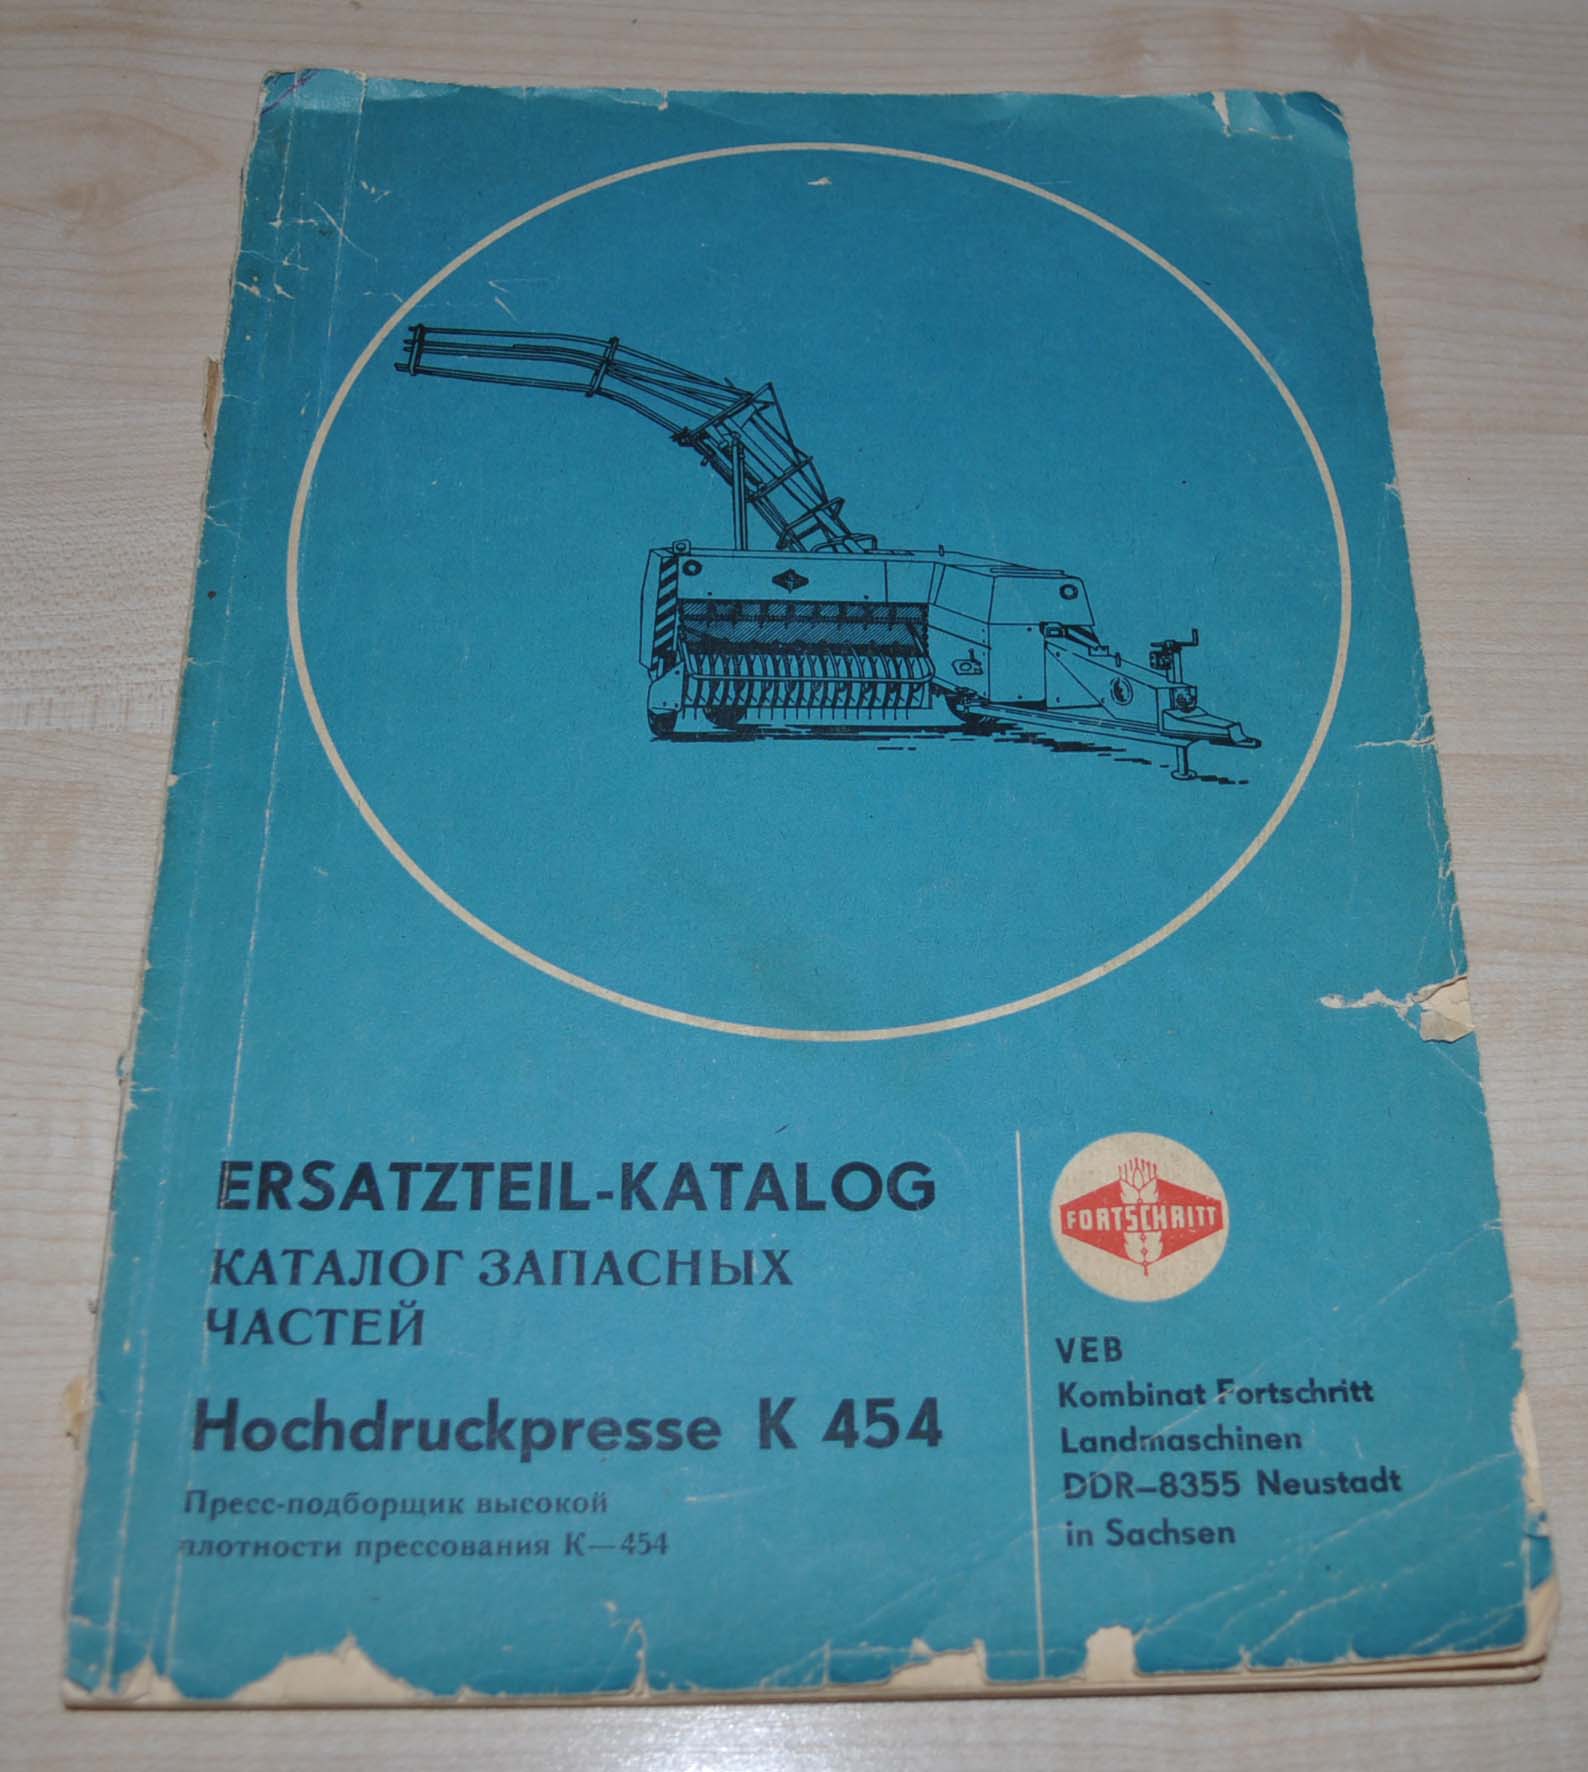 ERSATZTEIL-KATALOG
КАТАЛОГ ЗАПАСНЫХ
ЧАСТЕЙ
Hochdruckpresse K 454
Пресс-подборщик высокой
плотности прессования К—454
FORTSCHRITT
VEB
Kombinat Fortschritt
Landmaschinen
DDR–8355 Neustadt
in Sachsen